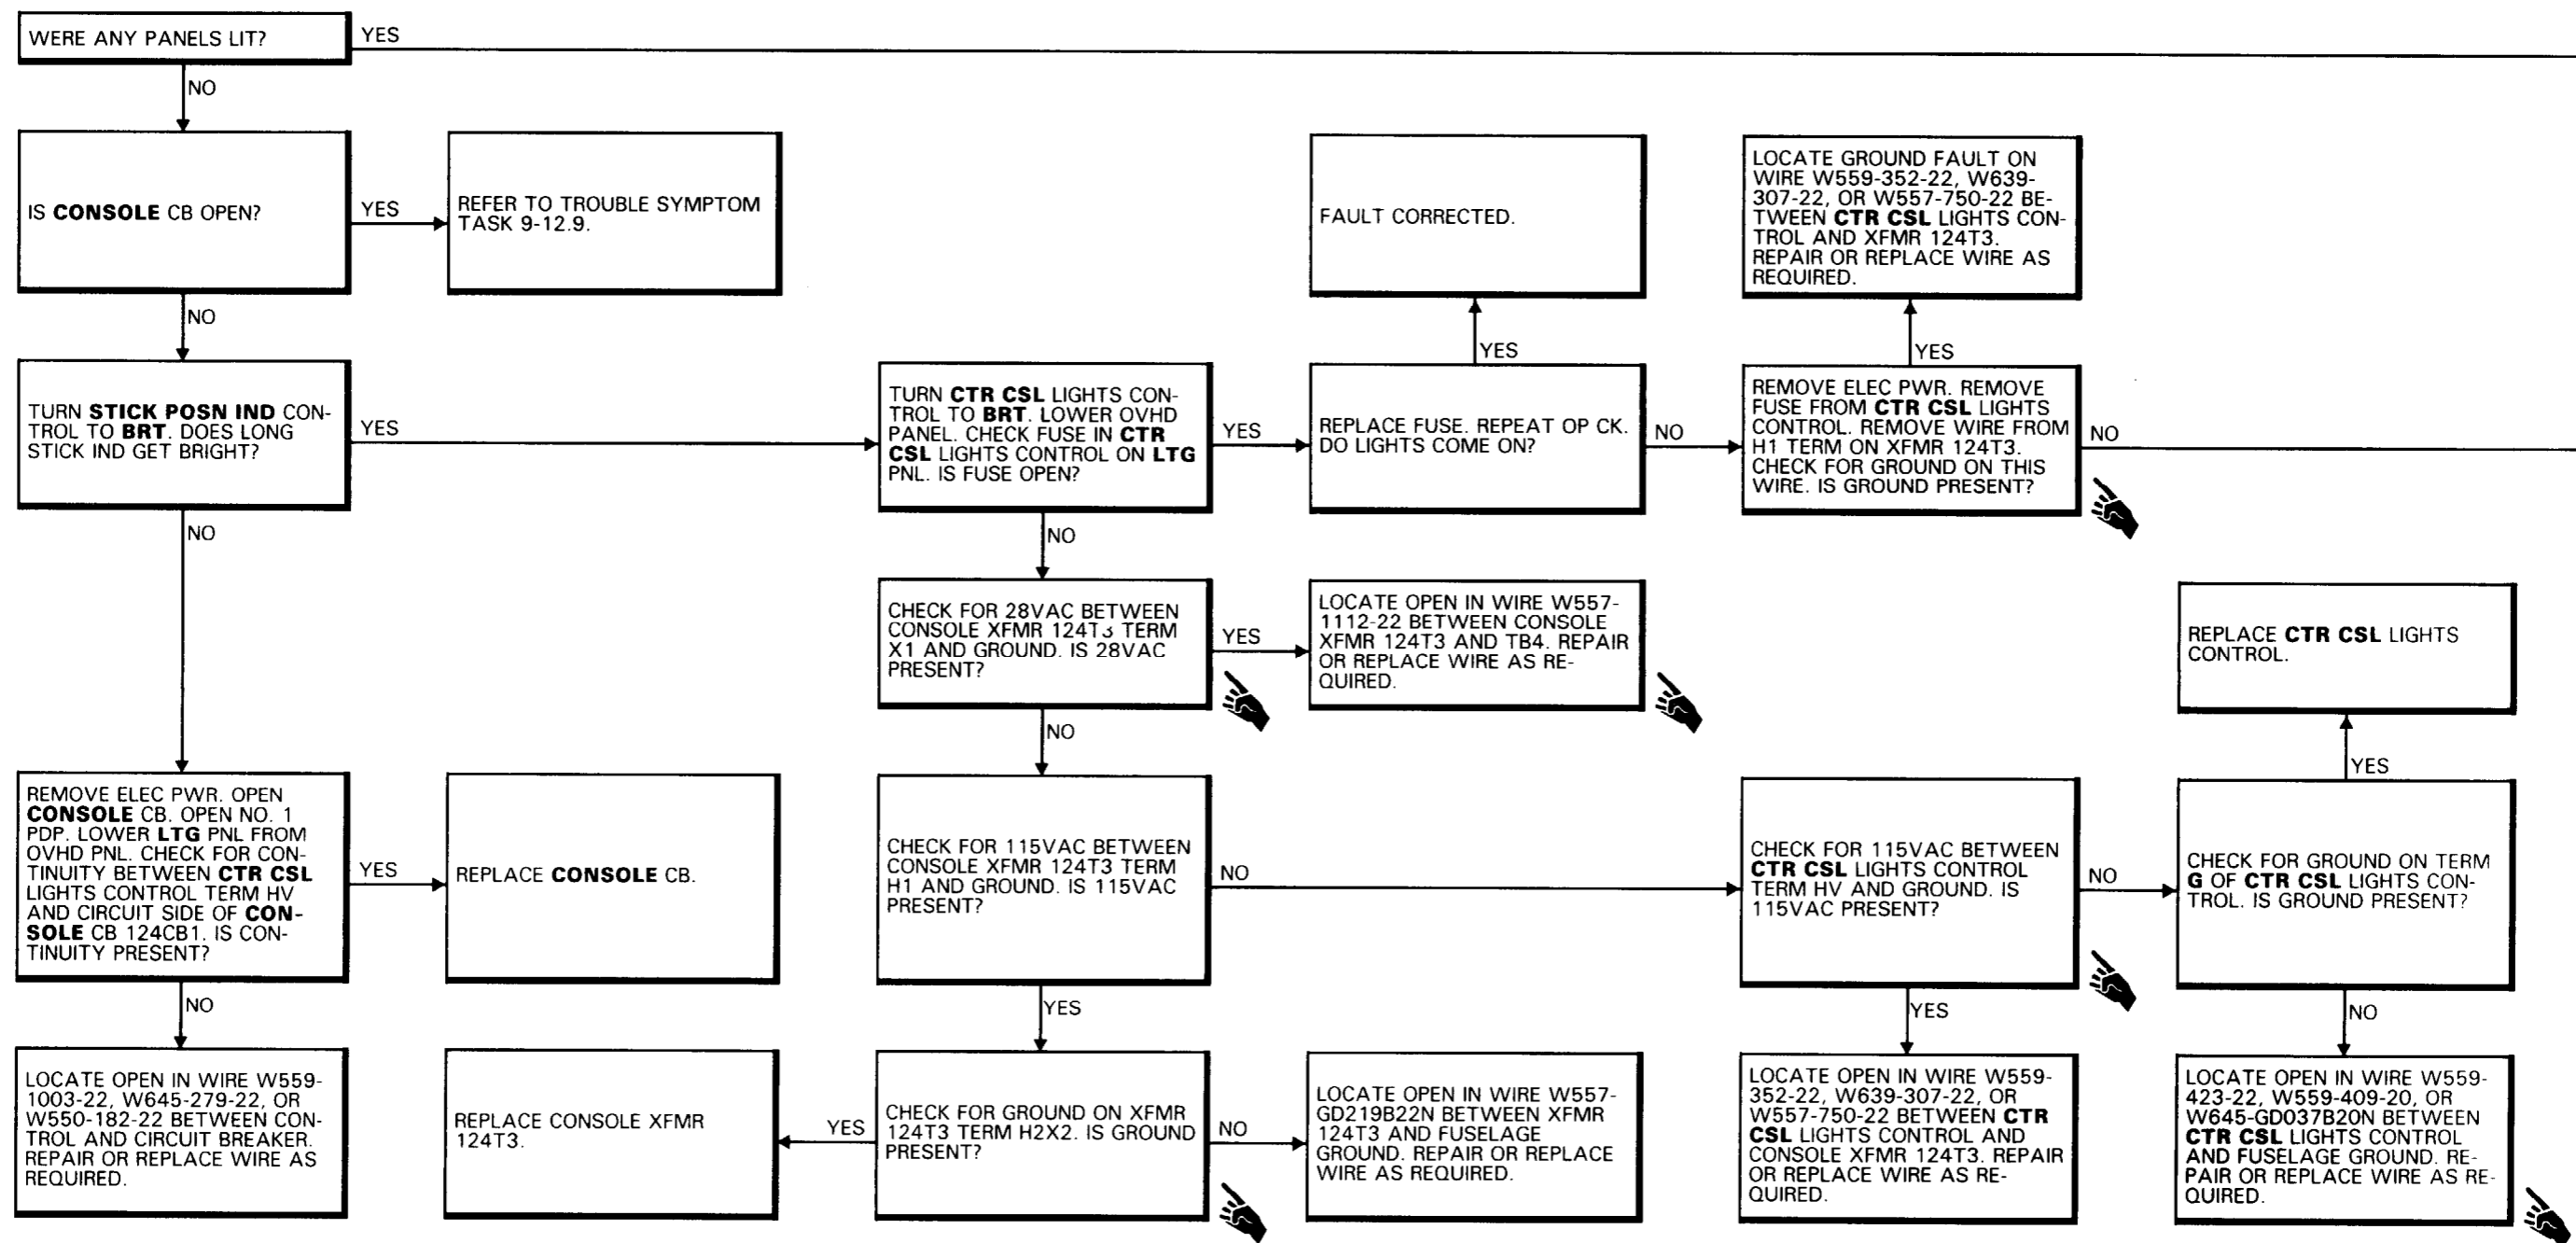 WERE ANY PANELS LIT?
YES
NO
IS CONSOLE CB OPEN?
YES
REFER TO TROUBLE SYMPTOM
TASK 9-12.9.
NO
TURN STICK POSN IND CON-
TROL TO BRT. DOES LONG
STICK IND GET BRIGHT?
YES
TURN CTR CSL LIGHTS CON-
TROL TO BRT. LOWER OVHD
PANEL. CHECK FUSE IN CTR
CSL LIGHTS CONTROL ON LTG
PNL. IS FUSE OPEN?
YES
REPLACE FUSE. REPEAT OP CK.
DO LIGHTS COME ON?
YES
FAULT CORRECTED.
NO
REMOVE ELEC PWR. REMOVE
FUSE FROM CTR CSL LIGHTS
CONTROL. REMOVE WIRE FROM
H1 TERM ON XFMR 124T3.
CHECK FOR GROUND ON THIS
WIRE. IS GROUND PRESENT?
YES
LOCATE GROUND FAULT ON
WIRE W559-352-22, W639-
307-22, OR W557-750-22 BE-
TWEEN CTR CSL LIGHTS CON-
TROL AND XFMR 124T3.
REPAIR OR REPLACE WIRE AS
REQUIRED.
NO
NO
NO
CHECK FOR 28VAC BETWEEN
CONSOLE XFMR 124T3 TERM
X1 AND GROUND. IS 28VAC
PRESENT?
YES
LOCATE OPEN IN WIRE W557-
1112-22 BETWEEN CONSOLE
XFMR 124T3 AND TB4. REPAIR
OR REPLACE WIRE AS RE-
QUIRED.
NO
REPLACE CTR CSL LIGHTS
CONTROL.
YES
REMOVE ELEC PWR. OPEN
CONSOLE CB. OPEN NO. 1
PDP. LOWER LTG PNL FROM
OVHD PNL. CHECK FOR CON-
TINUITY BETWEEN CTR CSL
LIGHTS CONTROL TERM HV
AND CIRCUIT SIDE OF CON-
SOLE CB 124CB1. IS CON-
TINUITY PRESENT?
YES
REPLACE CONSOLE CB.
CHECK FOR 115VAC BETWEEN
CONSOLE XFMR 124T3 TERM
H1 AND GROUND. IS 115VAC
PRESENT?
NO
CHECK FOR 115VAC BETWEEN
CTR CSL LIGHTS CONTROL
TERM HV AND GROUND. IS
115VAC PRESENT?
NO
CHECK FOR GROUND ON TERM
G OF CTR CSL LIGHTS CON-
TROL. IS GROUND PRESENT?
NO
YES
YES
NO
LOCATE OPEN IN WIRE W559-
1003-22, W645-279-22, OR
W550-182-22 BETWEEN CON-
TROL AND CIRCUIT BREAKER.
REPAIR OR REPLACE WIRE AS
REQUIRED.
REPLACE CONSOLE XFMR
124T3.
YES
CHECK FOR GROUND ON XFMR
124T3 TERM H2X2. IS GROUND
PRESENT?
NO
LOCATE OPEN IN WIRE W557-
GD219B22N BETWEEN XFMR
124T3 AND FUSELAGE
GROUND. REPAIR OR REPLACE
WIRE AS REQUIRED.
LOCATE OPEN IN WIRE W559-
352-22, W639-307-22, OR
W557-750-22 BETWEEN CTR
CSL LIGHTS CONTROL AND
CONSOLE XFMR 124T3. REPAIR
OR REPLACE WIRE AS RE-
QUIRED.
LOCATE OPEN IN WIRE W559-
423-22, W559-409-20, OR
W645-GD037B20N BETWEEN
CTR CSL LIGHTS CONTROL
AND FUSELAGE GROUND. RE-
PAIR OR REPLACE WIRE AS RE-
QUIRED.